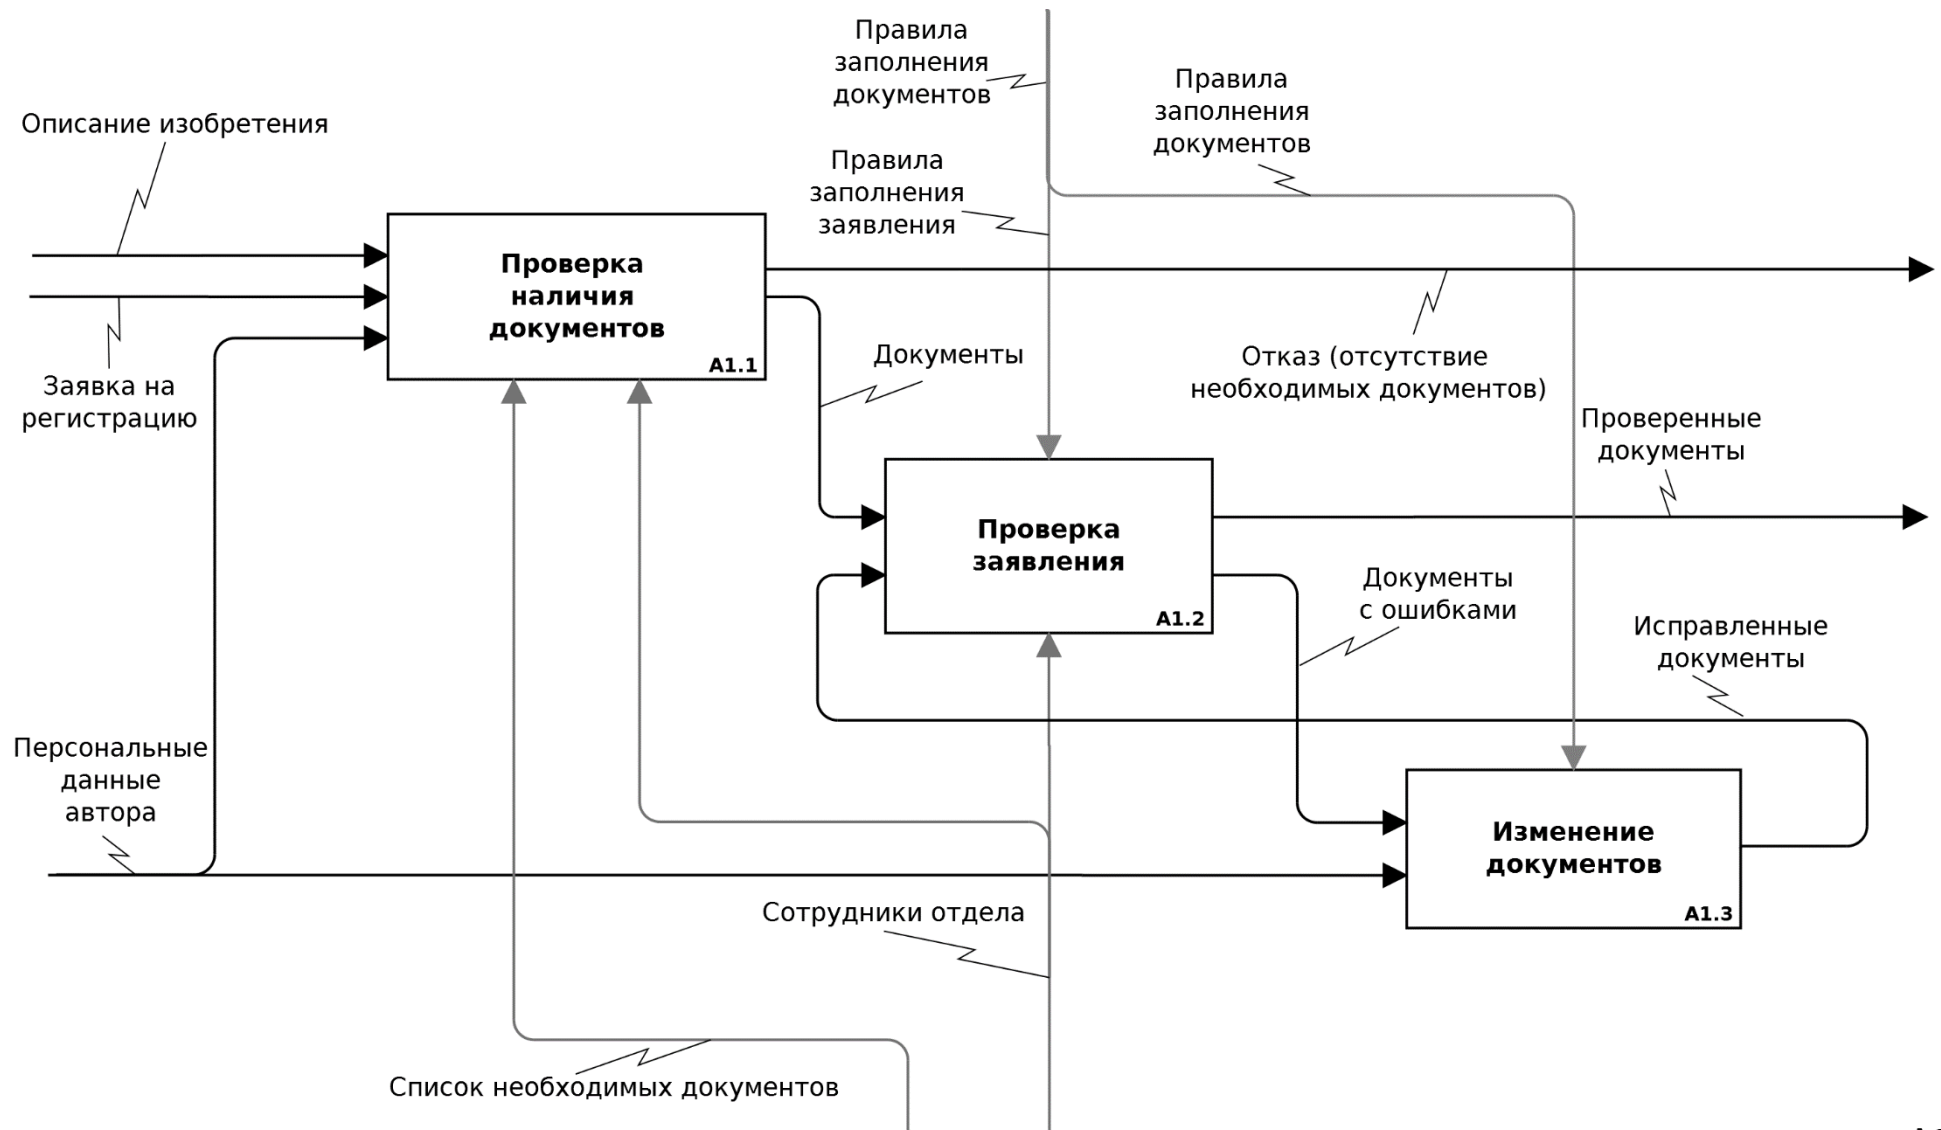 Правила
заполнения
документов
Правила
заполнения
документов
Описание изобретения
Правила
заполнения
заявления
Проверка
наличия
документов
A1.1
Заявка на
регистрацию
Документы
Отказ (отсутствие
необходимых документов)
Проверенные
документы
Проверка
заявления
A1.2
Документы
с ошибками
Исправленные
документы
Персональные
данные
автора
Изменение
документов
A1.3
Сотрудники отдела
Список необходимых документов